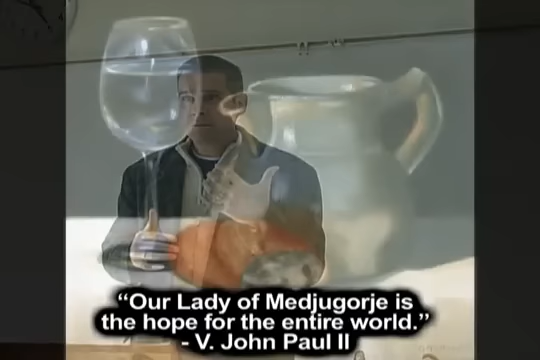 “Our Lady of Medjugorje is
the hope for the entire world.”
- V. John Paul II